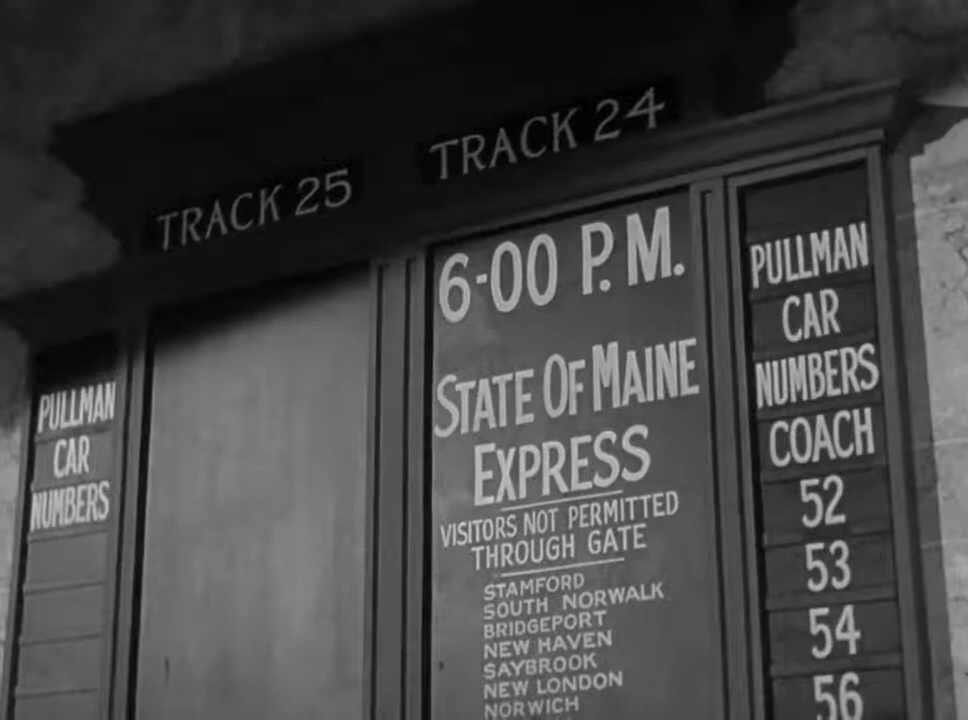 TRACK 25
TRACK 24
PULLMAN
CAR
NUMBERS
6-00 P.M.
STATE OF MAINE
EXPRESS
VISITORS NOT PERMITTED
THROUGH GATE
STAMFORD
SOUTH NORWALK
BRIDGEPORT
NEW HAVEN
SAYBROOK
NEW LONDON
NORWICH
PULLMAN
CAR
NUMBERS
COACH
52
53
54
56